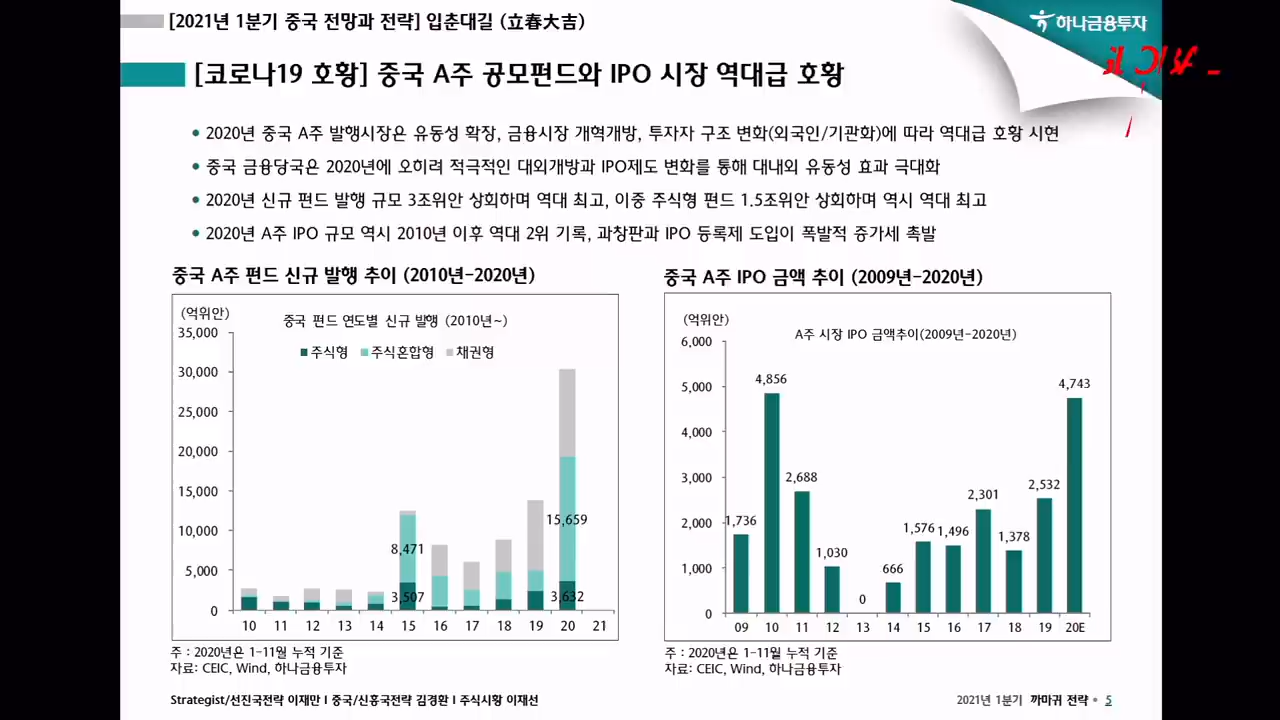 [2021년 1분기 중국 전망과 전략] 입춘대길 (立春大吉)
하나금융투자
[코로나19 호황] 중국 A주 공모펀드와 IPO 시장 역대급 호황
• 2020년 중국 A주 발행시장은 유동성 확장, 금융시장 개혁개방, 투자자 구조 변화(외국인/기관화)에 따라 역대급 호황 시현
• 중국 금융당국은 2020년에 오히려 적극적인 대외개방과 IPO제도 변화를 통해 대내외 유동성 효과 극대화
• 2020년 신규 펀드 발행 규모 3조위안 상회하며 역대 최고, 이중 주식형 펀드 1.5조위안 상회하며 역시 역대 최고
• 2020년 A주 IPO 규모 역시 2010년 이후 역대 2위 기록, 과창판과 IPO 등록제 도입이 폭발적 증가세 촉발
중국 A주 펀드 신규 발행 추이 (2010년-2020년)
(억위안)
중국 펀드 연도별 신규 발행 (2010년~)
주식형 주식혼합형 채권형
35,000
30,000
25,000
20,000
15,000
10,000
5,000
0
8,471
3,507
15,659
3,632
10 11 12 13 14 15 16 17 18 19 20 21
주 : 2020년은 1-11월 누적 기준
자료: CEIC, Wind, 하나금융투자
중국 A주 IPO 금액 추이 (2009년-2020년)
(억위안)
A주 시장 IPO 금액추이(2009년-2020년)
6,000
5,000
4,000
3,000
2,000
1,000
0
1,736 4,856 2,688 1,030 0 666 1,576 1,496 2,301 1,378 2,532 4,743
09 10 11 12 13 14 15 16 17 18 19 20E
주 : 2020년은 1-11월 누적 기준
자료: CEIC, Wind, 하나금융투자
Strategist/선진국전략 이재만 I 중국/신흥국전략 김경환 I 주식시황 이재선
2021년 1분기 까마귀 전략 • 5